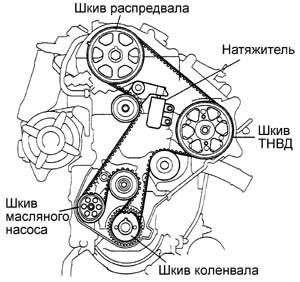 Шкив распредвала
Натяжитель
Шкив
ТНВД
Шкив
масляного
насоса
Шкив коленвала